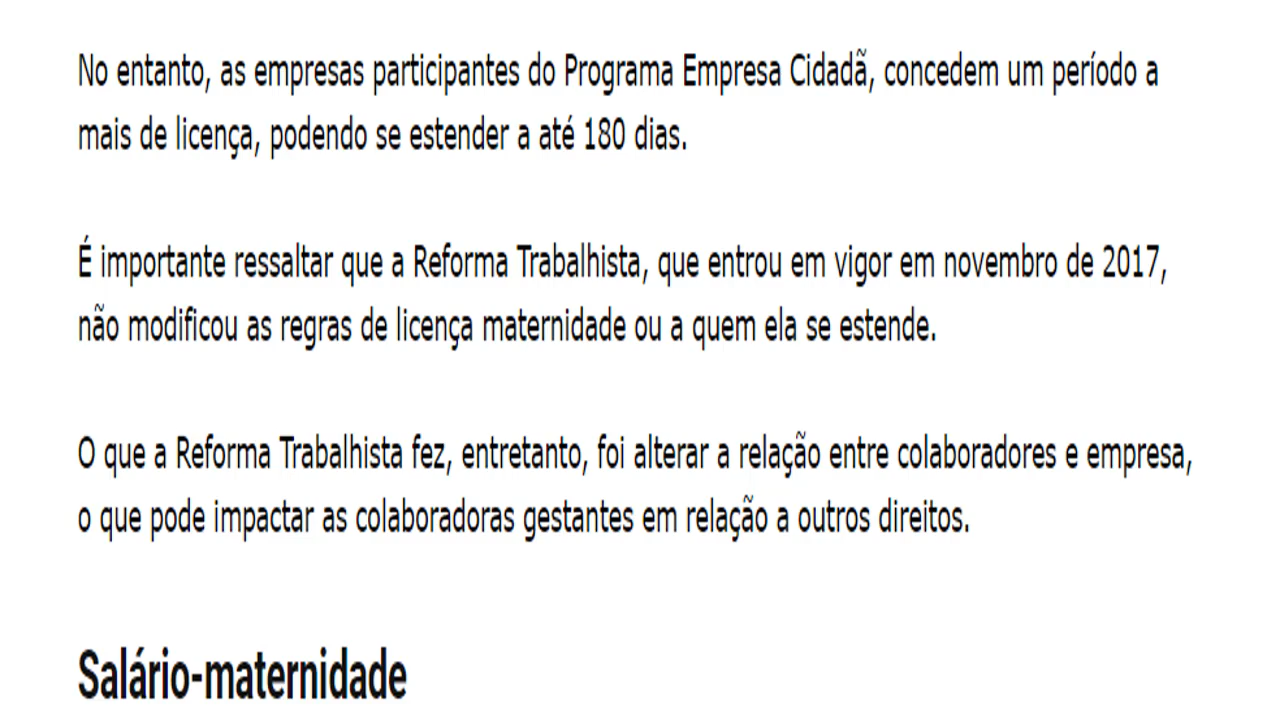 No entanto, as empresas participantes do Programa Empresa Cidadã, concedem um período a
mais de licença, podendo se estender a até 180 dias.
É importante ressaltar que a Reforma Trabalhista, que entrou em vigor em novembro de 2017,
não modificou as regras de licença maternidade ou a quem ela se estende.
O que a Reforma Trabalhista fez, entretanto, foi alterar a relação entre colaboradores e empresa,
o que pode impactar as colaboradoras gestantes em relação a outros direitos.
Salário-maternidade